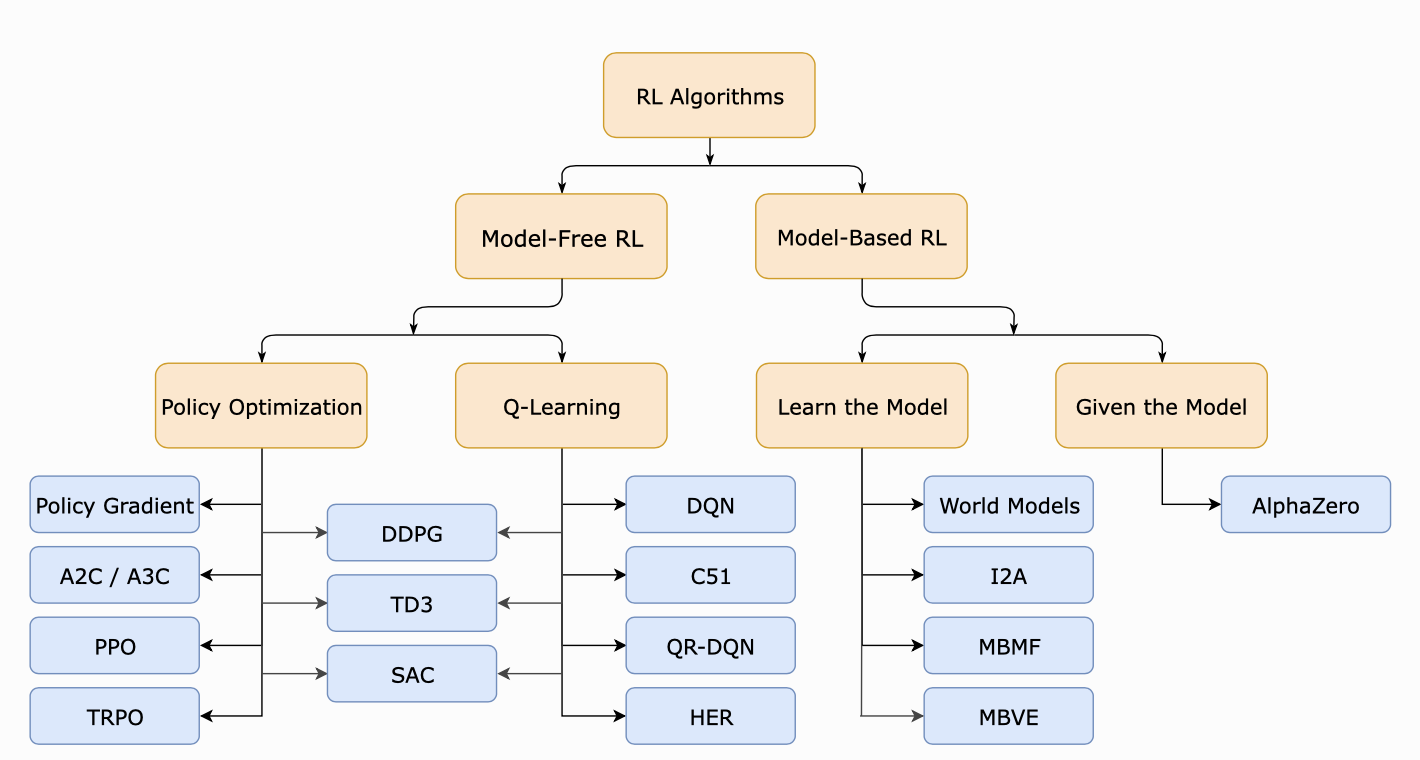 RL Algorithms
Model-Free RL
Model-Based RL
Policy Optimization
Q-Learning
Learn the Model
Given the Model
Policy Gradient
A2C / A3C
PPO
TRPO
DDPG
TD3
SAC
DQN
C51
QR-DQN
HER
World Models
I2A
MBMF
MBVE
AlphaZero